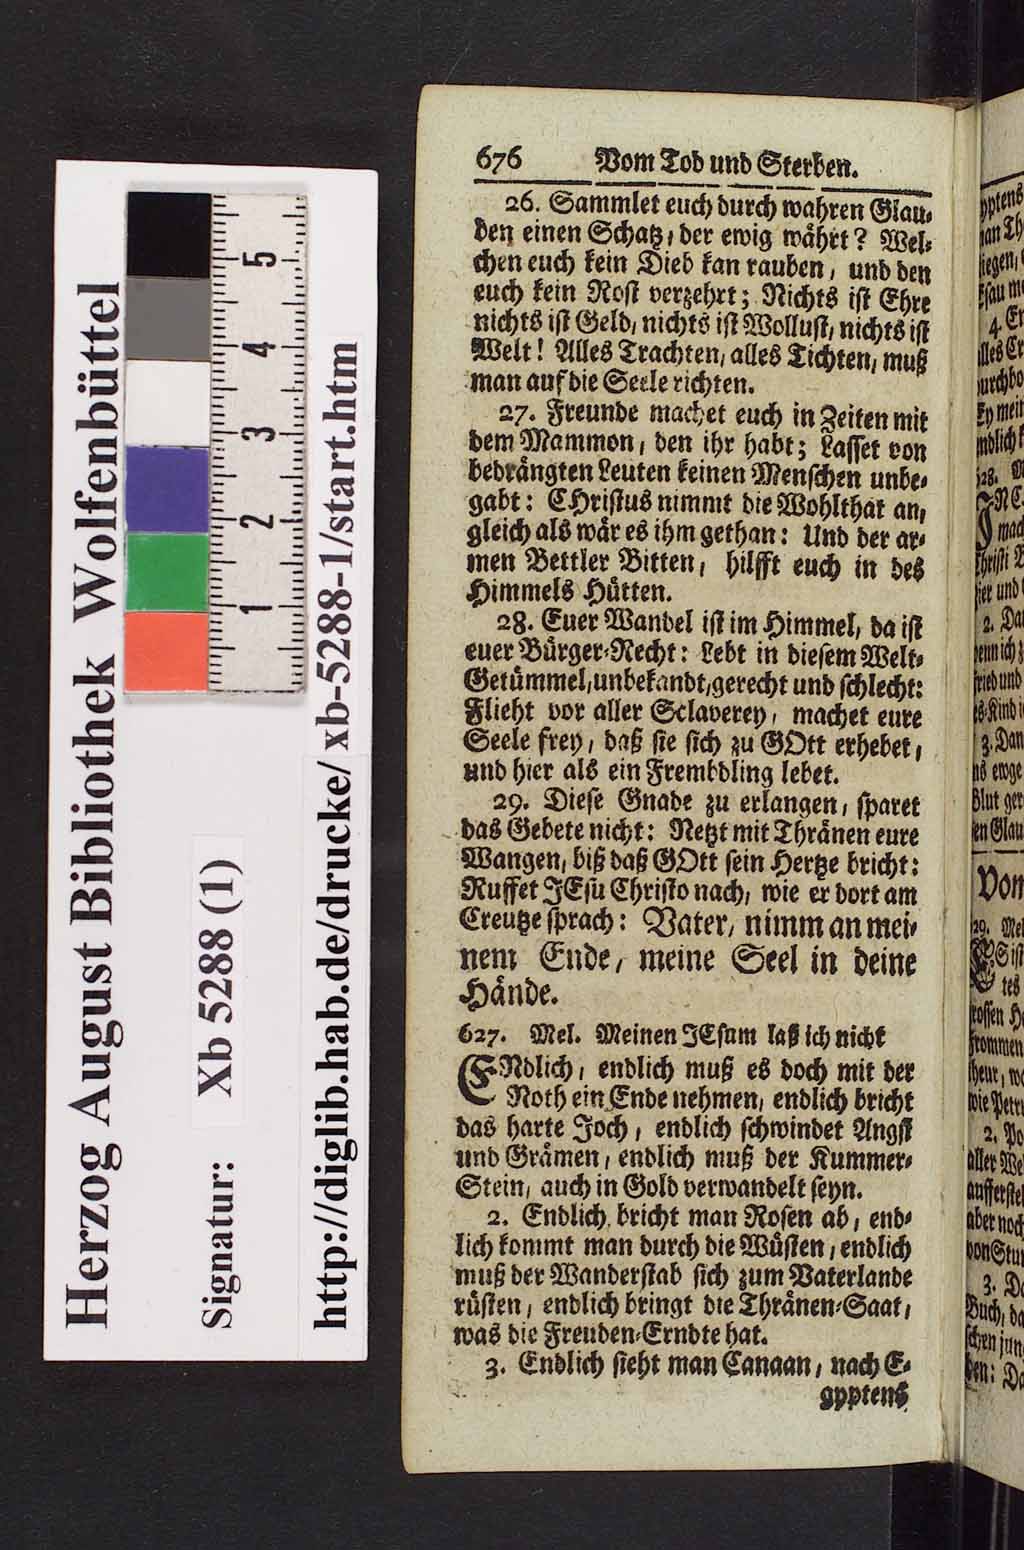 676 Vom Tod und Sterben.
26. Sammlet euch durch wahren Glau-
ben einen Schatz, der ewig währt? Wel-
chen euch kein Dieb kan rauben, und den
euch kein Rost verzehrt; Nichts ist Ehre
nichts ist Geld, nichts ist Wollust, nichts ist
Welt! Alles Trachten, alles Tichten, muß
man auf die Seele richten.
27. Freunde machet euch in Zeiten mit
dem Mammon, den ihr habt; Lasset von
bedrängten Leuten keinen Menschen unbe-
gabt: CHristus nimmt die Wohlthat an,
gleich als wär es ihm gethan: Und der ar-
men Bettler Bitten, hilfft euch in des
Himmels Hütten.
28. Euer Wandel ist im Himmel, da ist
euer Bürger-Recht: Lebt in diesem Welt-
Getümmel, unbekandt, gerecht und schlecht:
Flieht vor aller Sclaverey, machet eure
Seele frey, daß sie sich zu GOtt erhebet,
und hier als ein Frembdling lebet.
29. Diese Gnade zu erlangen, sparet
das Gebete nicht: Netzt mit Thränen eure
Wangen, biß daß GOtt sein Hertze bricht:
Ruffet JEsu Christo nach, wie er dort am
Creutze sprach: Vater, nimm an mei-
nem Ende, meine Seel in deine
Hände.
627. Mel. Meinen JEsum laß ich nicht
ENdlich, endlich muß es doch mit der
Noth ein Ende nehmen, endlich bricht
das harte Joch, endlich schwindet Angst
und Grämen, endlich muß der Kummer-
Stein, auch in Gold verwandelt seyn.
2. Endlich bricht man Rosen ab, end-
lich kommt man durch die Wüsten, endlich
muß der Wanderstab sich zum Vaterlande
rüsten, endlich bringt die Thränen-Saat,
was die Freuden-Erndte hat.
3. Endlich sieht man Canaan, nach E-
gyptens
Herzog August Bibliothek Wolfenbüttel
Signatur: Xb 5288 (1)
http://diglib.hab.de/drucke/xb-5288-1/start.htm
5
4
3
2
1